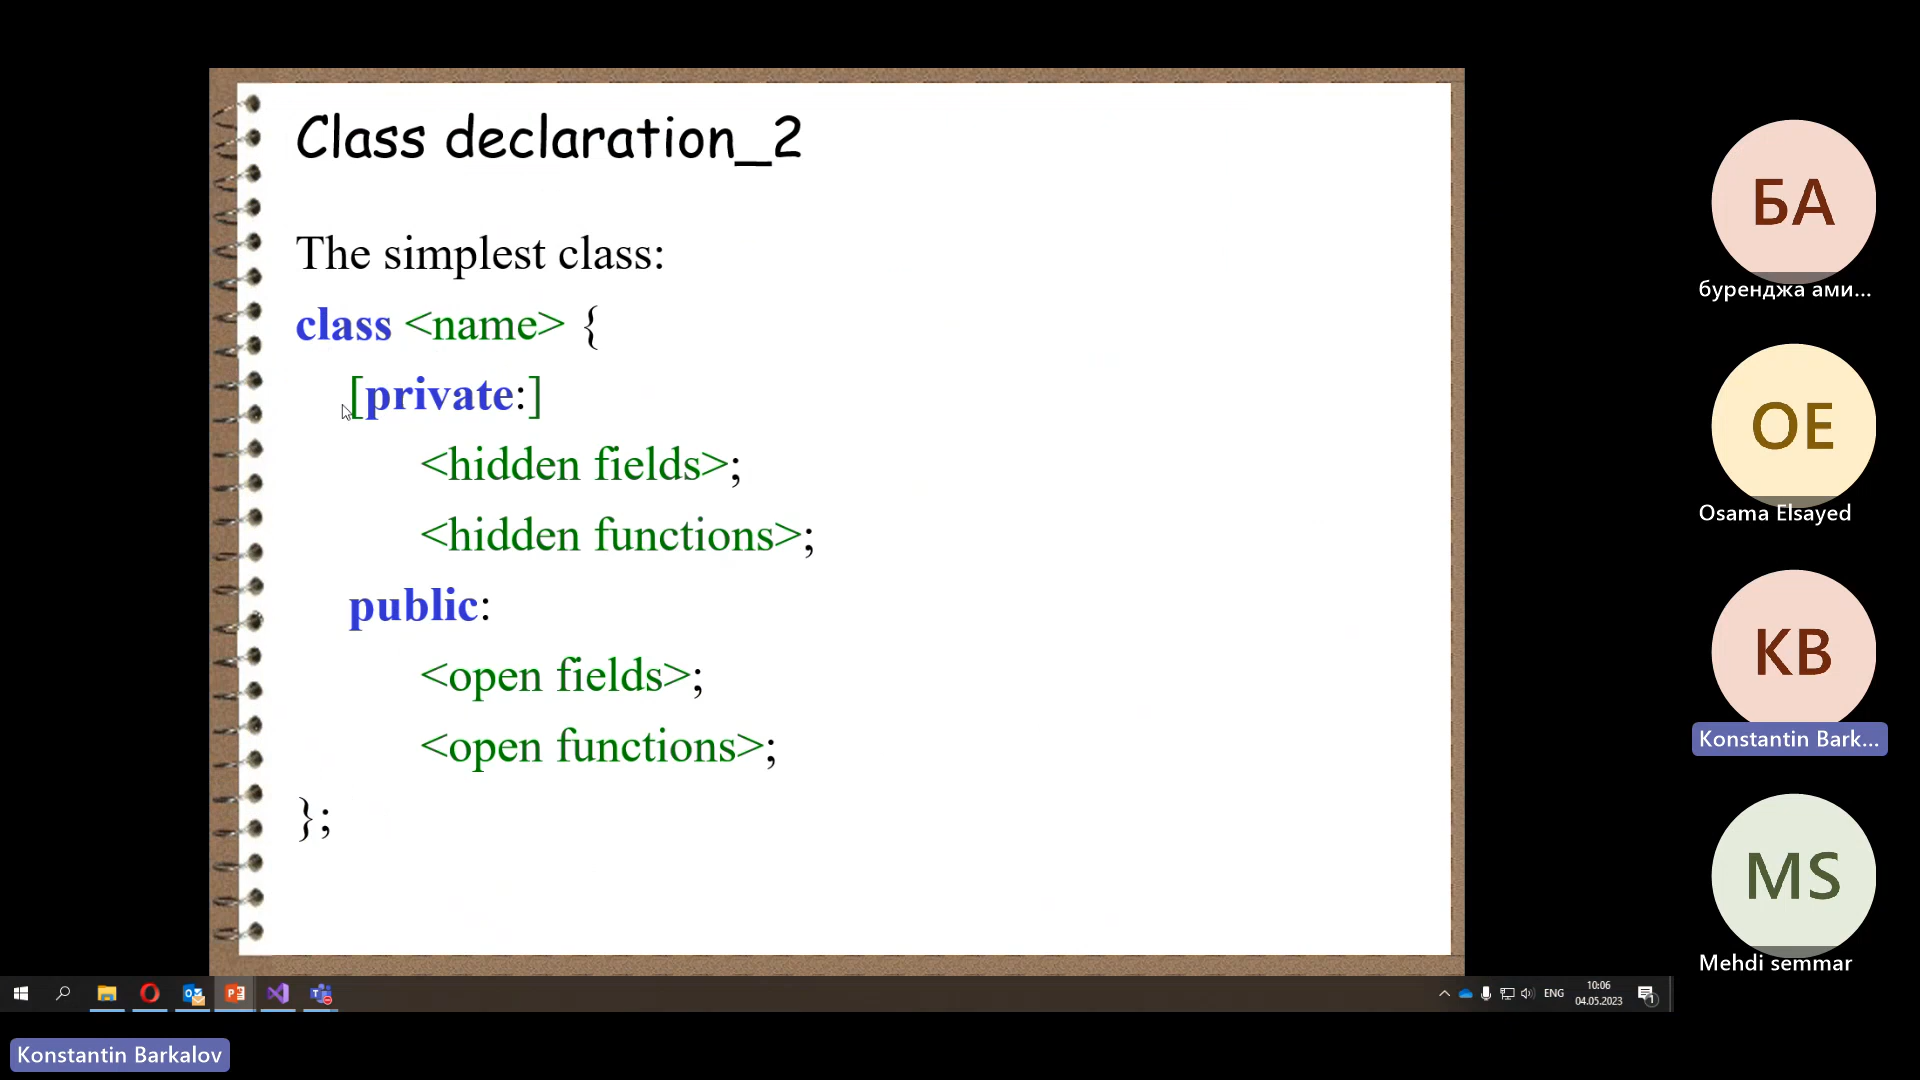 Class declaration_2
The simplest class:
class <name> {
[private:]
<hidden fields>;
<hidden functions>;
public:
<open fields>;
<open functions>;
};
БА
буренджа ами...
OE
Osama Elsayed
KB
Konstantin Bark...
MS
Mehdi semmar
ENG
10:06
04.05.2023
1
Konstantin Barkalov